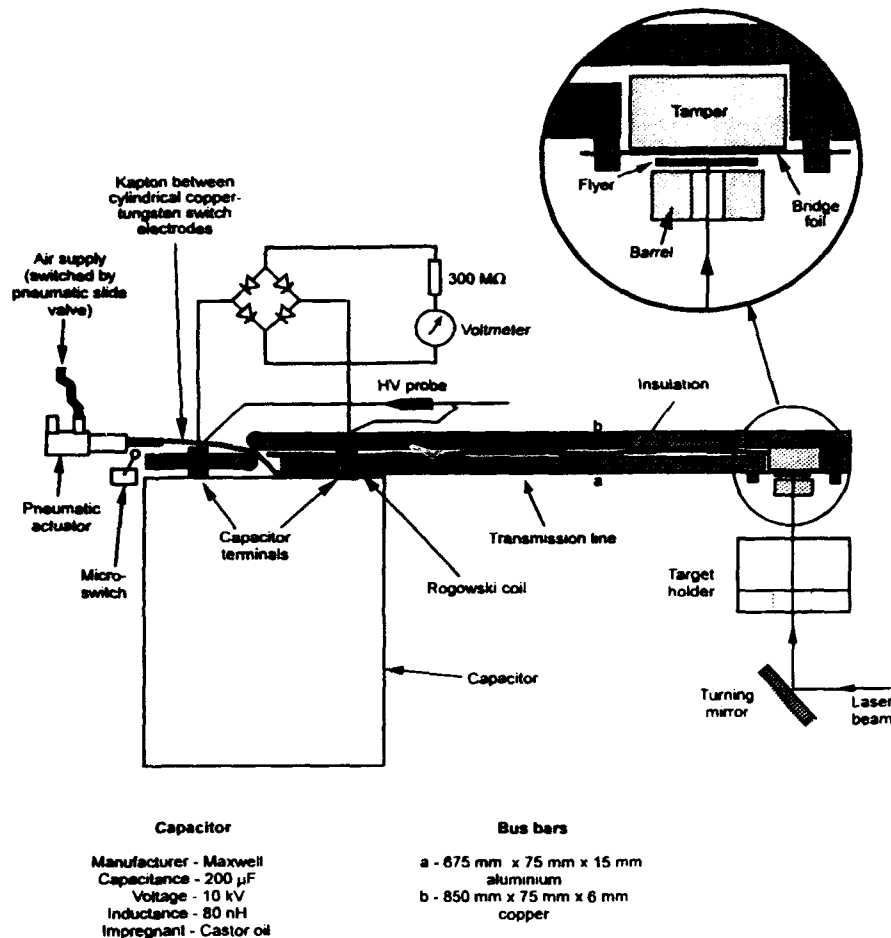 Tamper
Flyer
Bridge
foil
Barrel
Kapton between
cylindrical copper-
tungsten switch
electrodes
Air supply
(switched by
pneumatic slide
valve)
300 MΩ
Voltmeter
HV probe
Insulation
b
a
Pneumatic
actuator
Micro-
switch
Capacitor
terminals
Transmission line
Rogowski coil
Target
holder
Capacitor
Turning
mirror
Laser
beam
Capacitor
Manufacturer - Maxwell
Capacitance - 200 µF
Voltage - 10 kV
Inductance - 80 nH
Impregnant - Castor oil
Bus bars
a - 675 mm x 75 mm x 15 mm
aluminium
b - 850 mm x 75 mm x 6 mm
copper